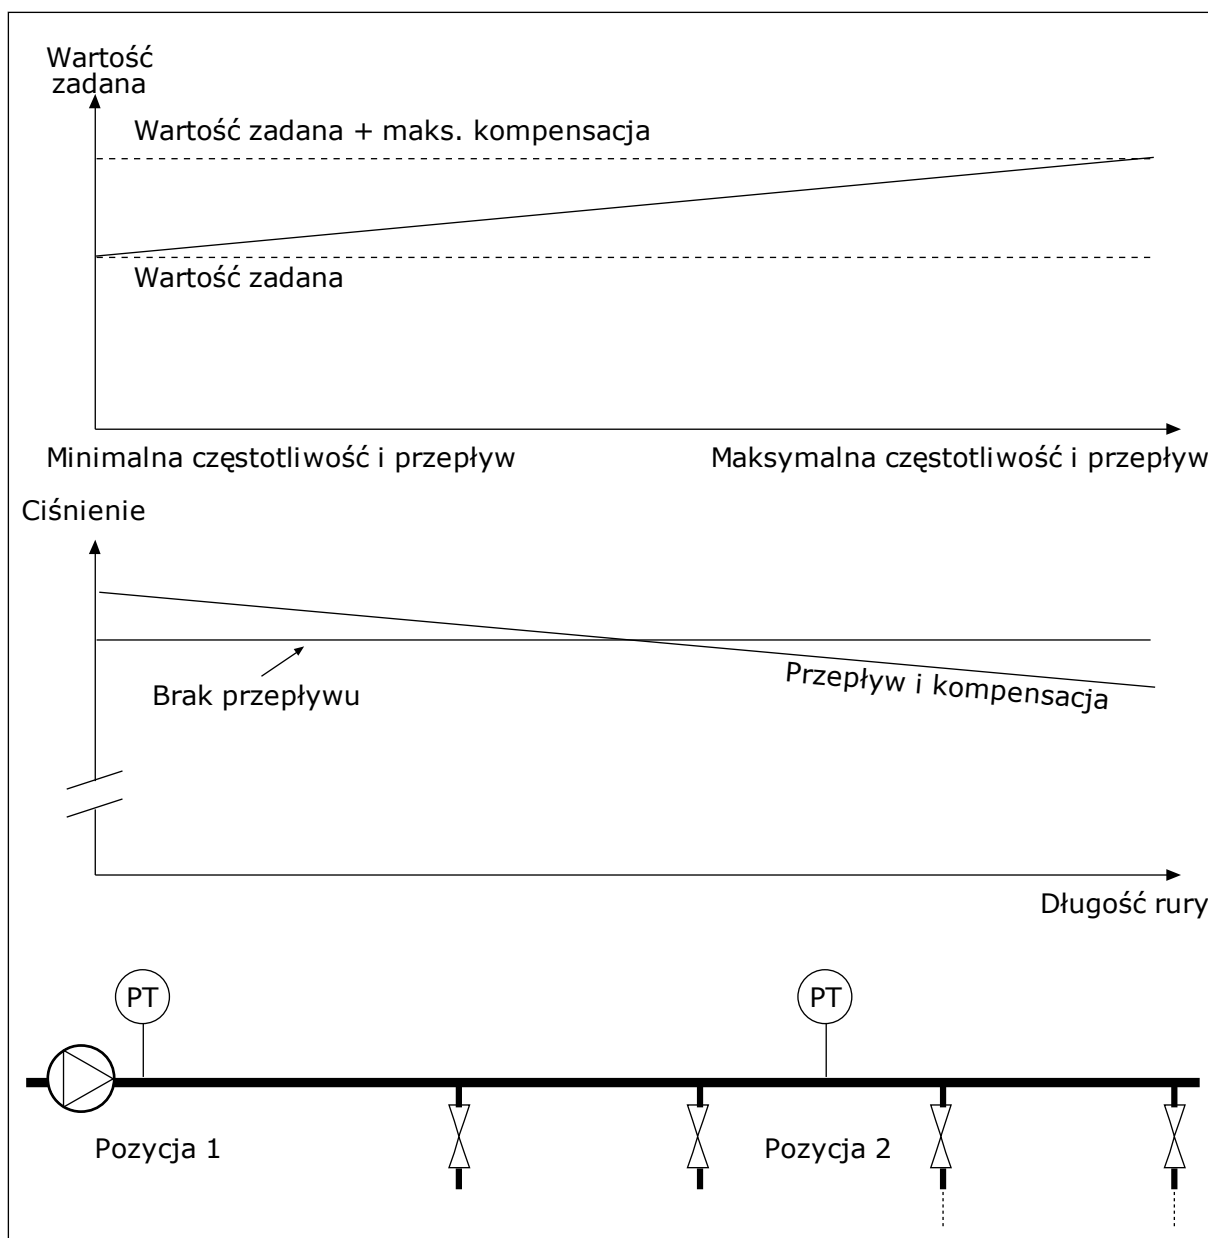 Wartość
zadana
Wartość zadana + maks. kompensacja
Wartość zadana
Minimalna częstotliwość i przepływ
Maksymalna częstotliwość i przepływ
Ciśnienie
Brak przepływu
Przepływ i kompensacja
Długość rury
PT
PT
Pozycja 1
Pozycja 2